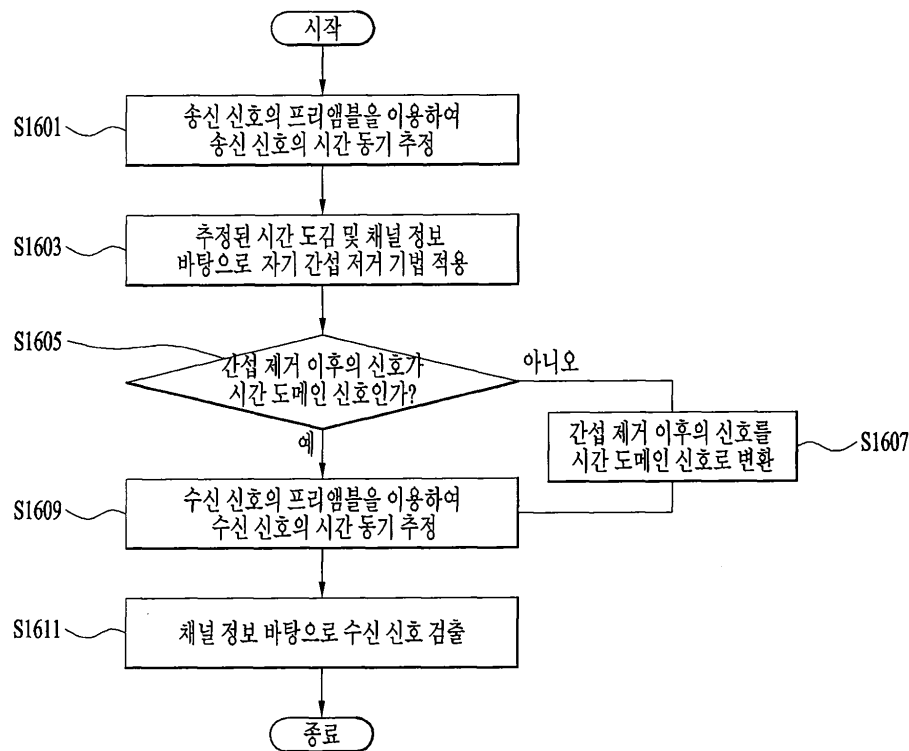 시작
S1601
송신 신호의 프리앰블을 이용하여
송신 신호의 시간 동기 추정
S1603
추정된 시간 도김 및 채널 정보
바탕으로 자기 간섭 저거 기법 적용
S1605
간섭 제거 이후의 신호가
시간 도메인 신호인가?
아니오
예
간섭 제거 이후의 신호를
시간 도메인 신호로 변환
S1607
S1609
수신 신호의 프리앰블을 이용하여
수신 신호의 시간 동기 추정
S1611
채널 정보 바탕으로 수신 신호 검출
종료